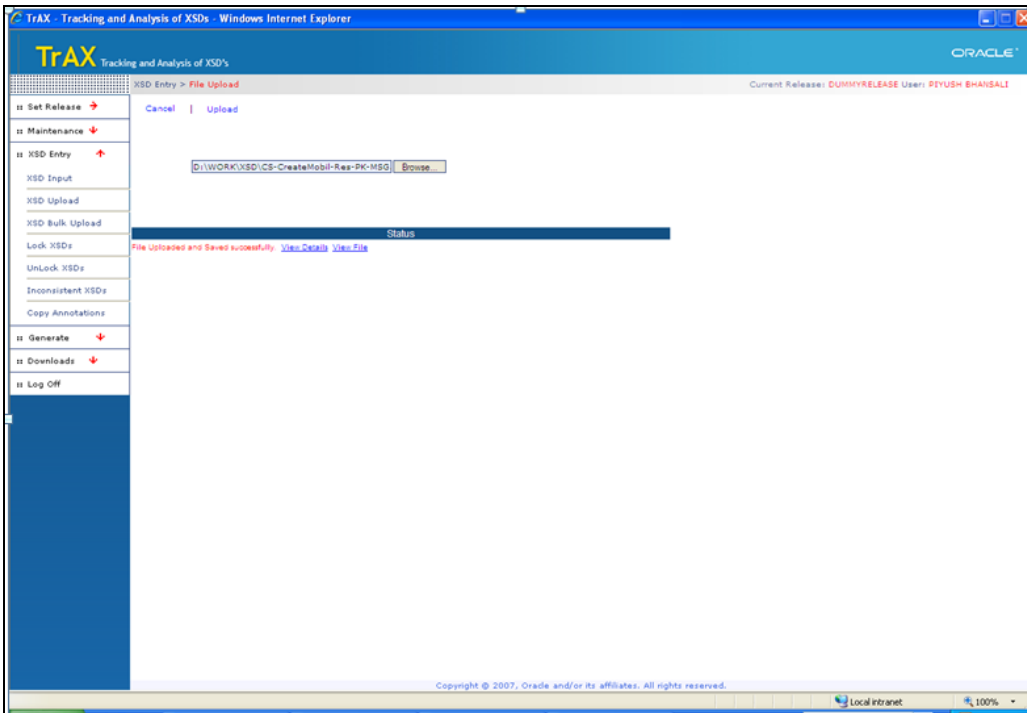 TrAX - Tracking and Analysis of XSDs - Windows Internet Explorer
TrAX Tracking and Analysis of XSD's
ORACLE
XSD Entry > File Upload
Current Release: DUMMYRELEASE User: PIYUSH BHANSALI
:: Set Release
Cancel | Upload
:: Maintenance
:: XSD Entry
D:\WORK\XSD\CS-CreateMobil-Res-PK-MSG Browse...
XSD Input
XSD Upload
XSD Bulk Upload
Status
Lock XSDs
File Uploaded and Saved successfully. View Details View File
UnLock XSDs
Inconsistent XSDs
Copy Annotations
:: Generate
:: Downloads
:: Log Off
Copyright © 2007, Oracle and/or its affiliates. All rights reserved.
Local intranet
100%